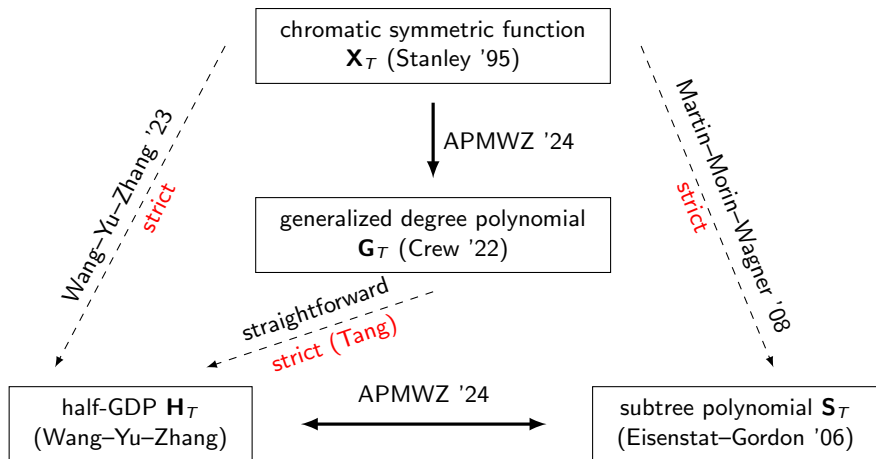 chromatic symmetric function
X_T (Stanley '95)
Wang–Yu–Zhang '23
strict
APMWZ '24
Martin–Morin–Wagner '08
strict
generalized degree polynomial
G_T (Crew '22)
straightforward
strict (Tang)
half-GDP H_T
(Wang–Yu–Zhang)
APMWZ '24
subtree polynomial S_T
(Eisenstat–Gordon '06)